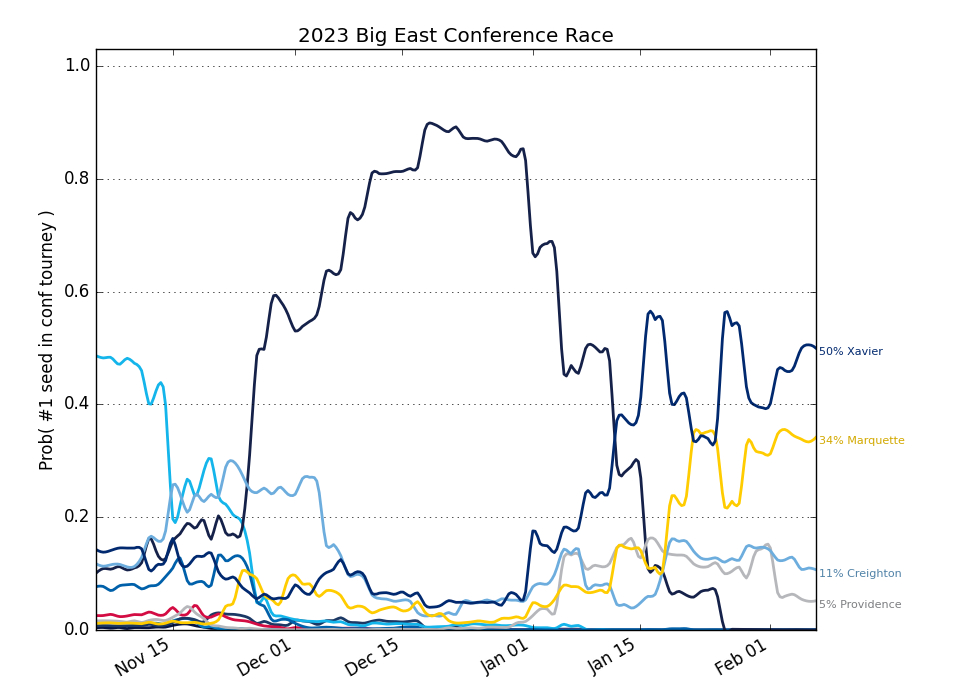 2023 Big East Conference Race
Prob( #1 seed in conf tourney )
1.0
0.8
0.6
0.4
0.2
0.0
50% Xavier
34% Marquette
11% Creighton
5% Providence
Nov 15
Dec 01
Dec 15
Jan 01
Jan 15
Feb 01